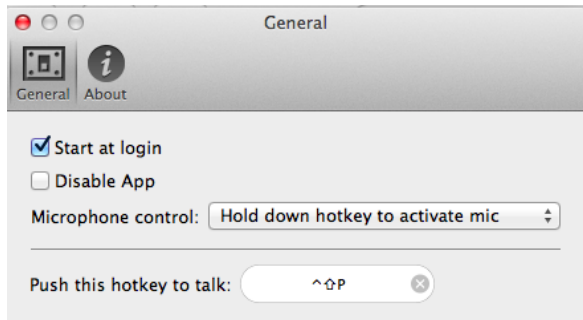 General
General About
Start at login
Disable App
Microphone control: Hold down hotkey to activate mic
Push this hotkey to talk: ^⇧P